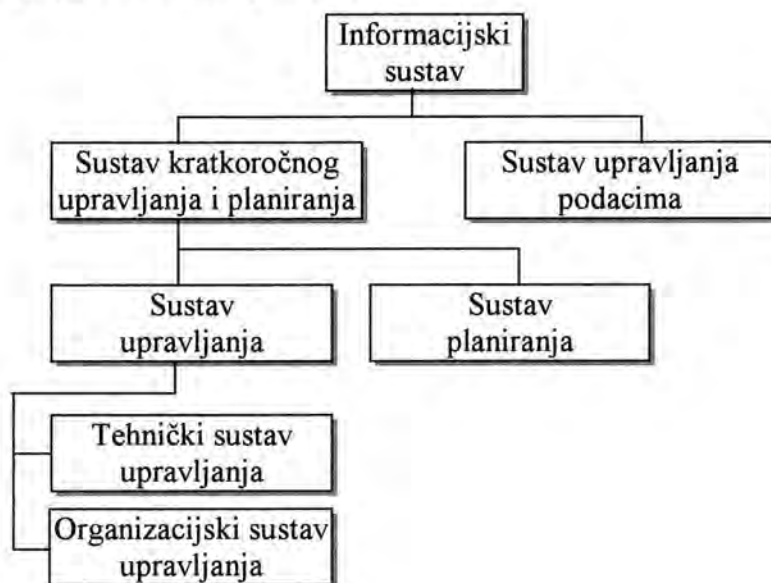 Informacijski
sustav
Sustav kratkoročnog
upravljanja i planiranja
Sustav upravljanja
podacima
Sustav
upravljanja
Sustav
planiranja
Tehnički sustav
upravljanja
Organizacijski sustav
upravljanja